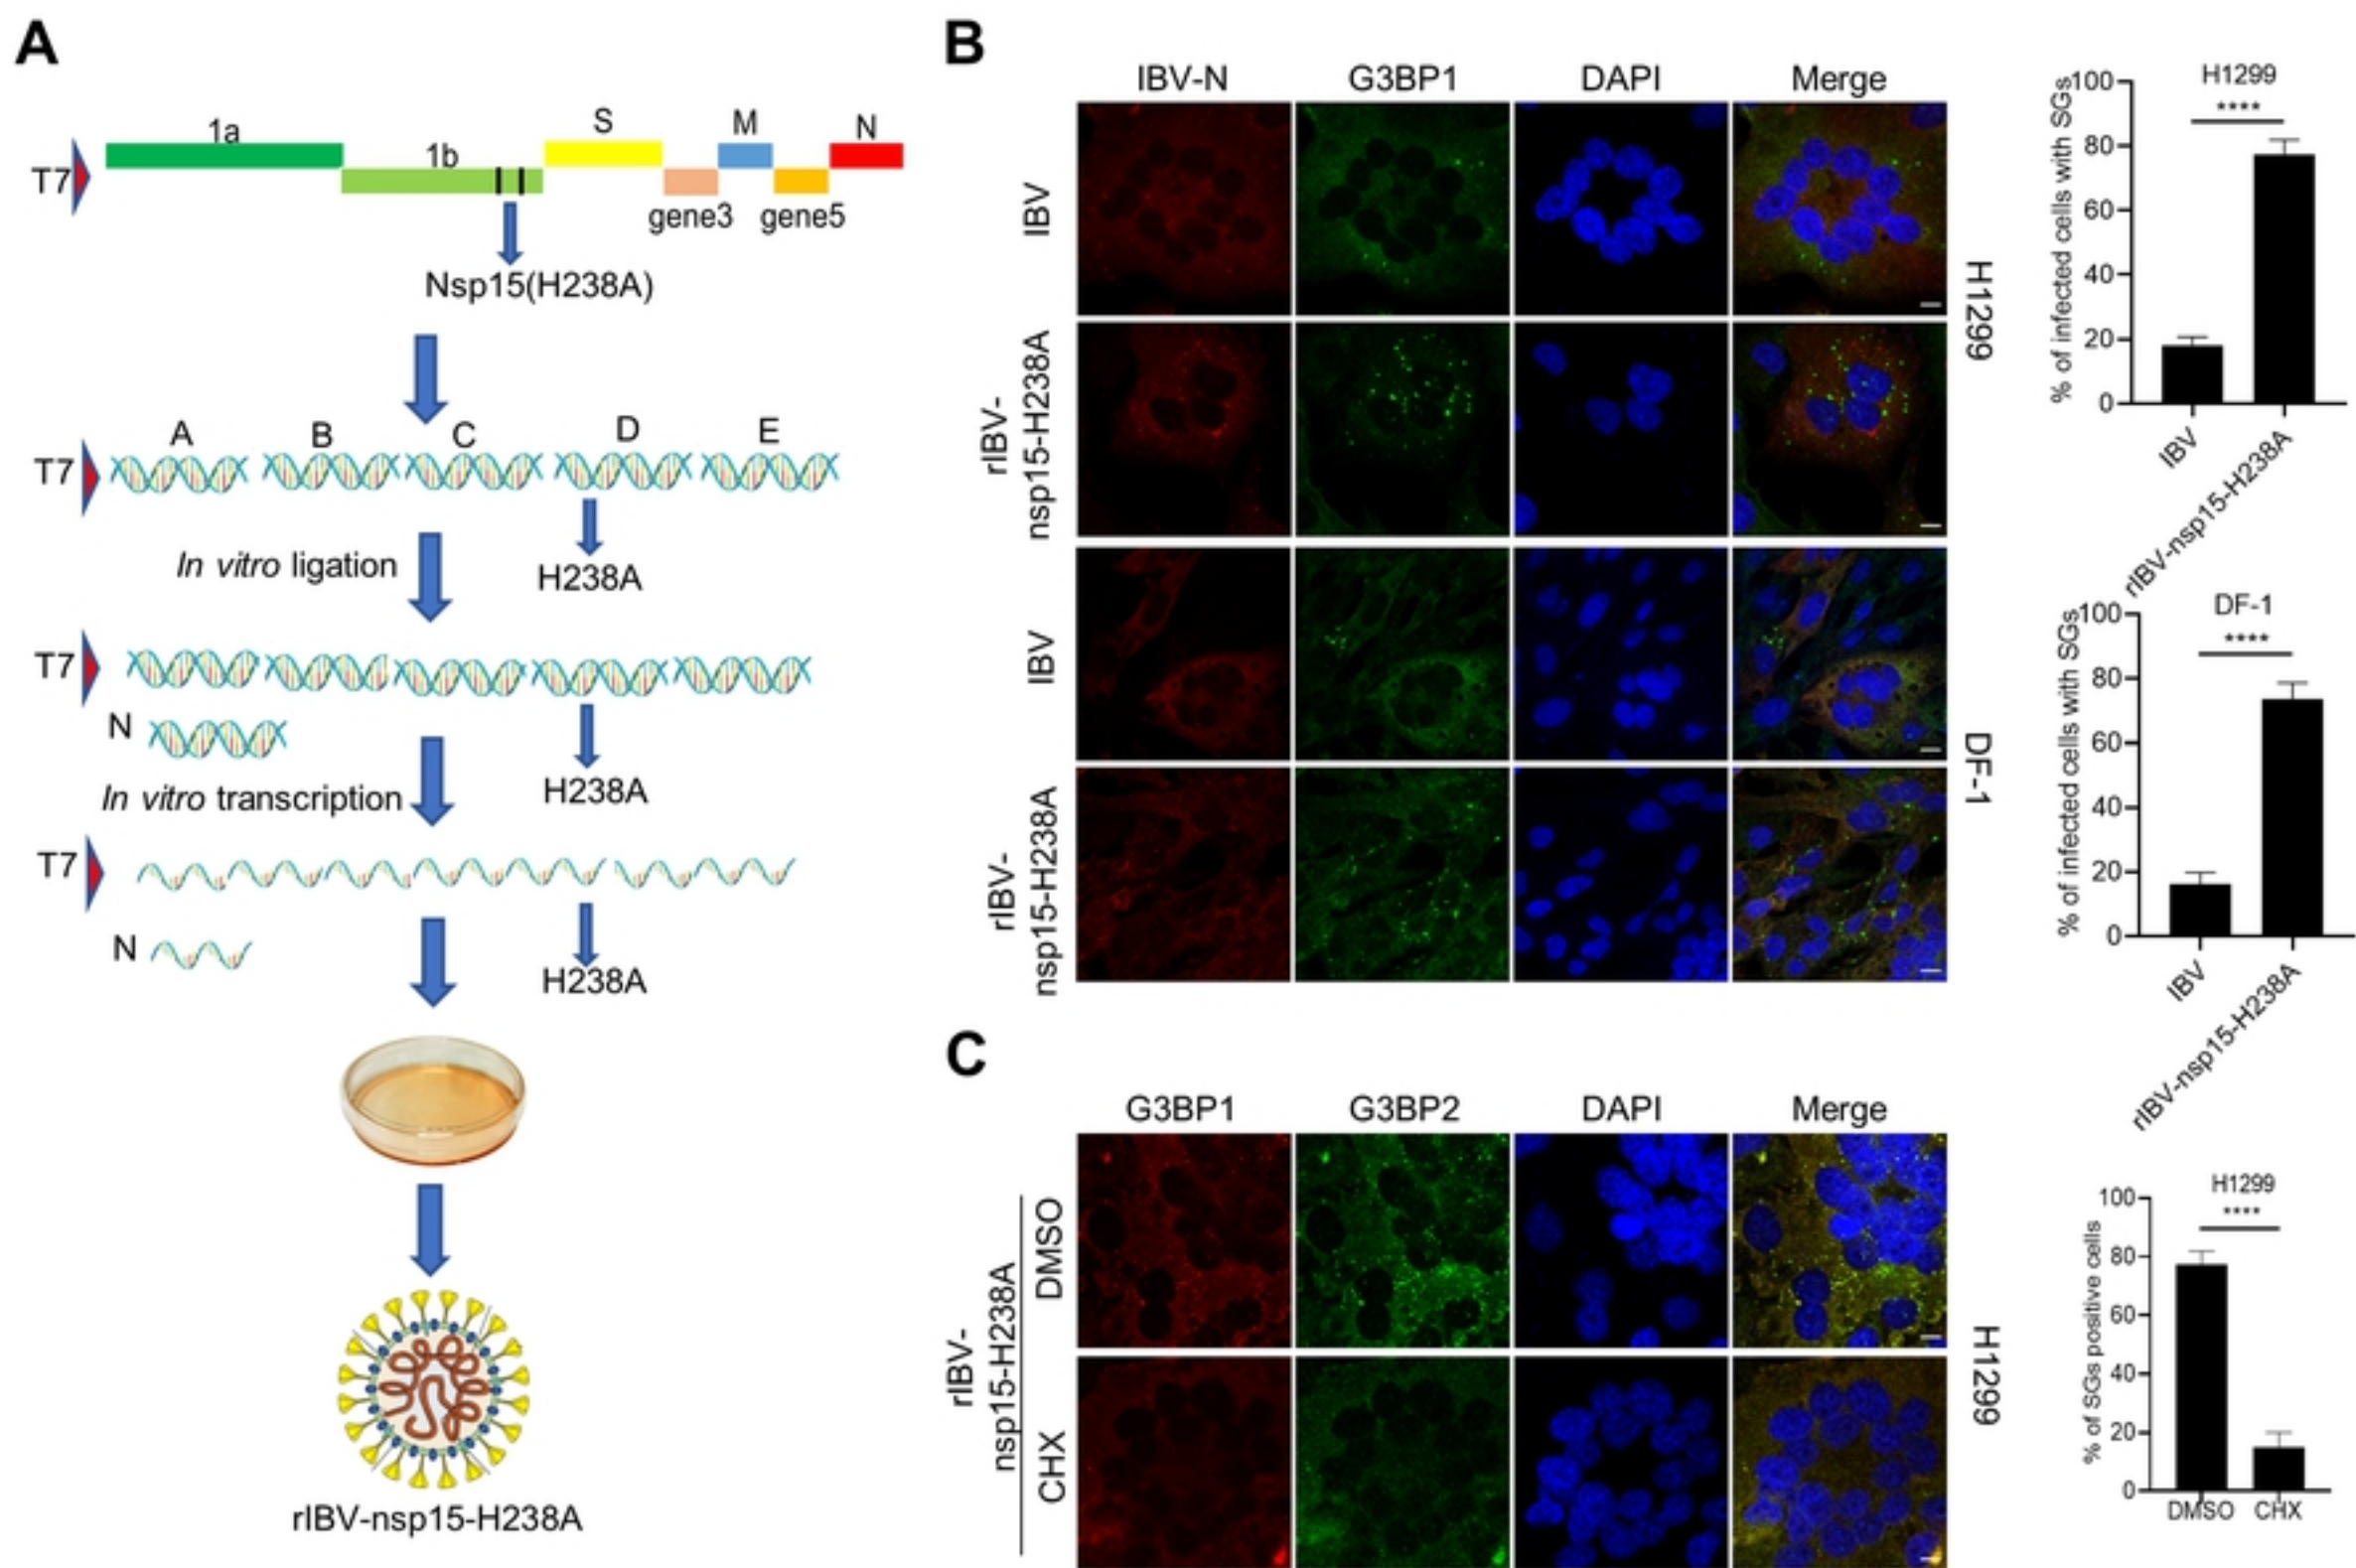 A
1a
1b
S
M
N
T7
gene3
gene5
Nsp15(H238A)
A
B
C
D
E
T7
In vitro ligation
H238A
T7
N
In vitro transcription
H238A
T7
N
H238A
rIBV-nsp15-H238A
B
IBV-N
G3BP1
DAPI
Merge
IBV
rIBV-
nsp15-H238A
H1299
IBV
rIBV-
nsp15-H238A
DF-1
H1299
****
% of infected cells with SGs
100
80
60
40
20
0
IBV
rIBV-nsp15-H238A
DF-1
****
% of infected cells with SGs
100
80
60
40
20
0
IBV
rIBV-nsp15-H238A
C
G3BP1
G3BP2
DAPI
Merge
rIBV-
nsp15-H238A
DMSO
CHX
H1299
H1299
****
% of SGs positive cells
100
80
60
40
20
0
DMSO
CHX